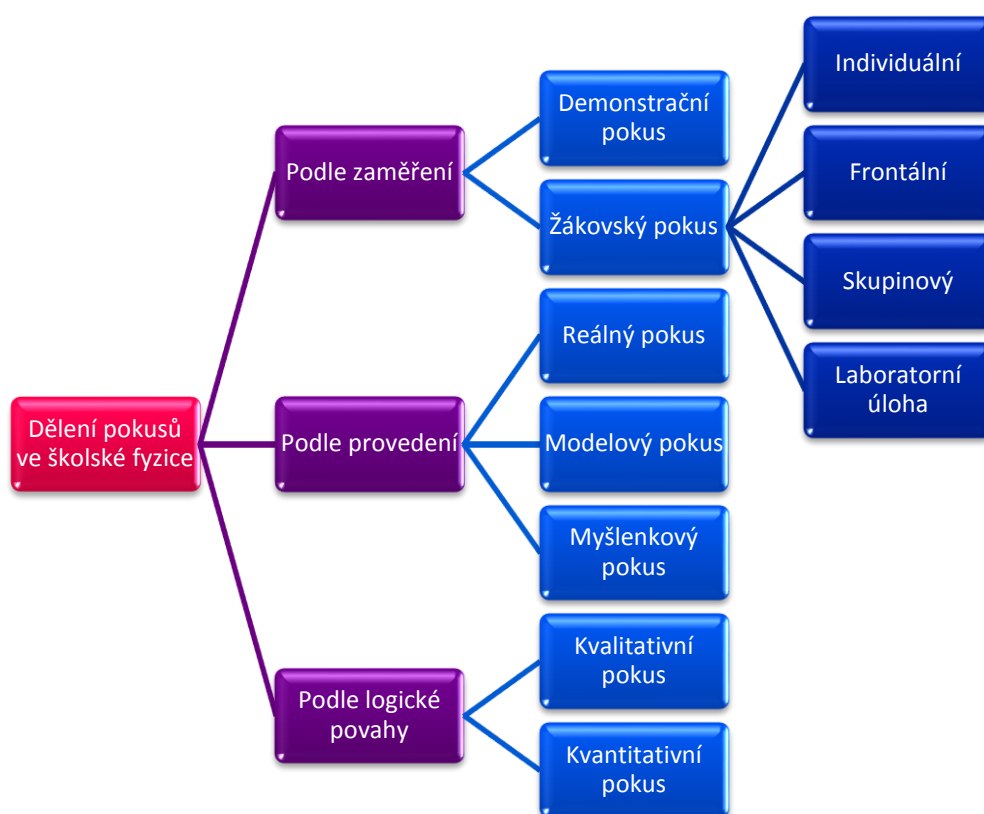 Dělení pokusů
ve školské fyzice
Podle zaměření
Demonstrační
pokus
Žákovský pokus
Individuální
Frontální
Skupinový
Laboratorní
úloha
Podle provedení
Reálný pokus
Modelový pokus
Myšlenkový
pokus
Podle logické
povahy
Kvalitativní
pokus
Kvantitativní
pokus